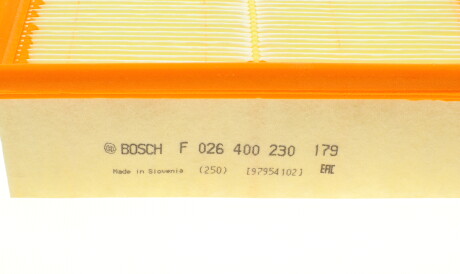 BOSCH F 026 400 230 179
Made in Slovenia (250) [97954102] EAC